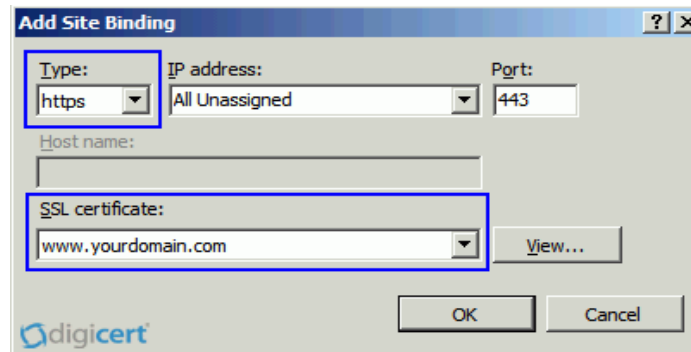 Add Site Binding ? X
Type: IP address: Port:
https All Unassigned 443
Host name:
SSL certificate:
www.yourdomain.com View...
OK Cancel
digicert